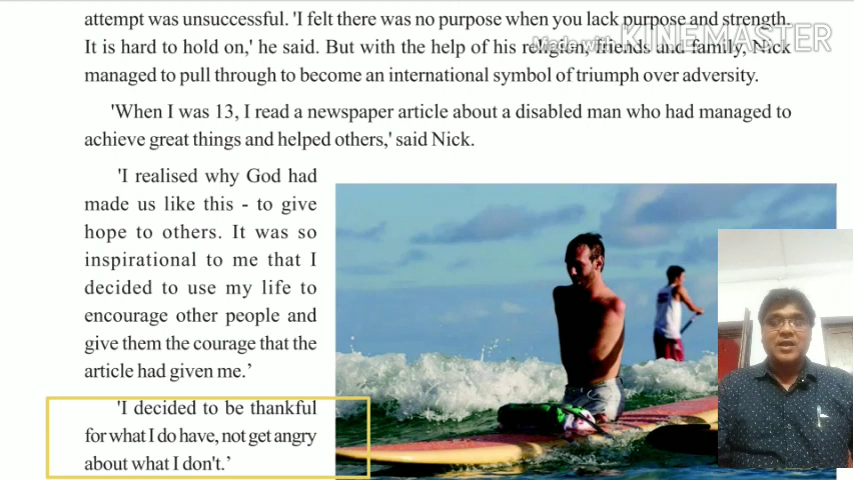 attempt was unsuccessful. 'I felt there was no purpose when you lack purpose and strength.
It is hard to hold on,' he said. But with the help of his religion, friends and family, Nick
managed to pull through to become an international symbol of triumph over adversity.
Made with KINEMASTER
'When I was 13, I read a newspaper article about a disabled man who had managed to
achieve great things and helped others,' said Nick.
'I realised why God had
made us like this - to give
hope to others. It was so
inspirational to me that I
decided to use my life to
encourage other people and
give them the courage that the
article had given me.’
'I decided to be thankful
for what I do have, not get angry
about what I don't.’